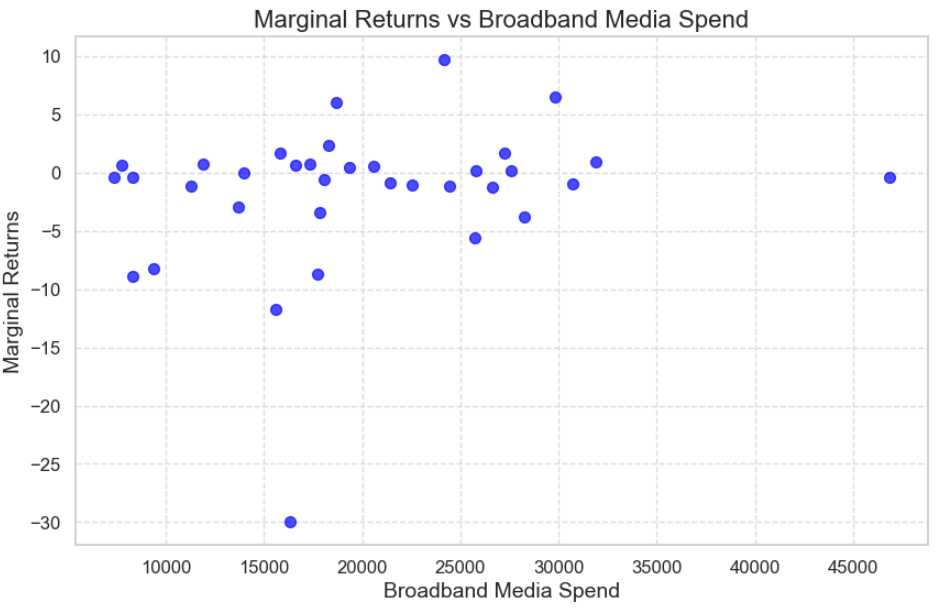 Marginal Returns vs Broadband Media Spend
10
5
0
−5
−10
−15
−20
−25
−30
Marginal Returns
10000 15000 20000 25000 30000 35000 40000 45000
Broadband Media Spend